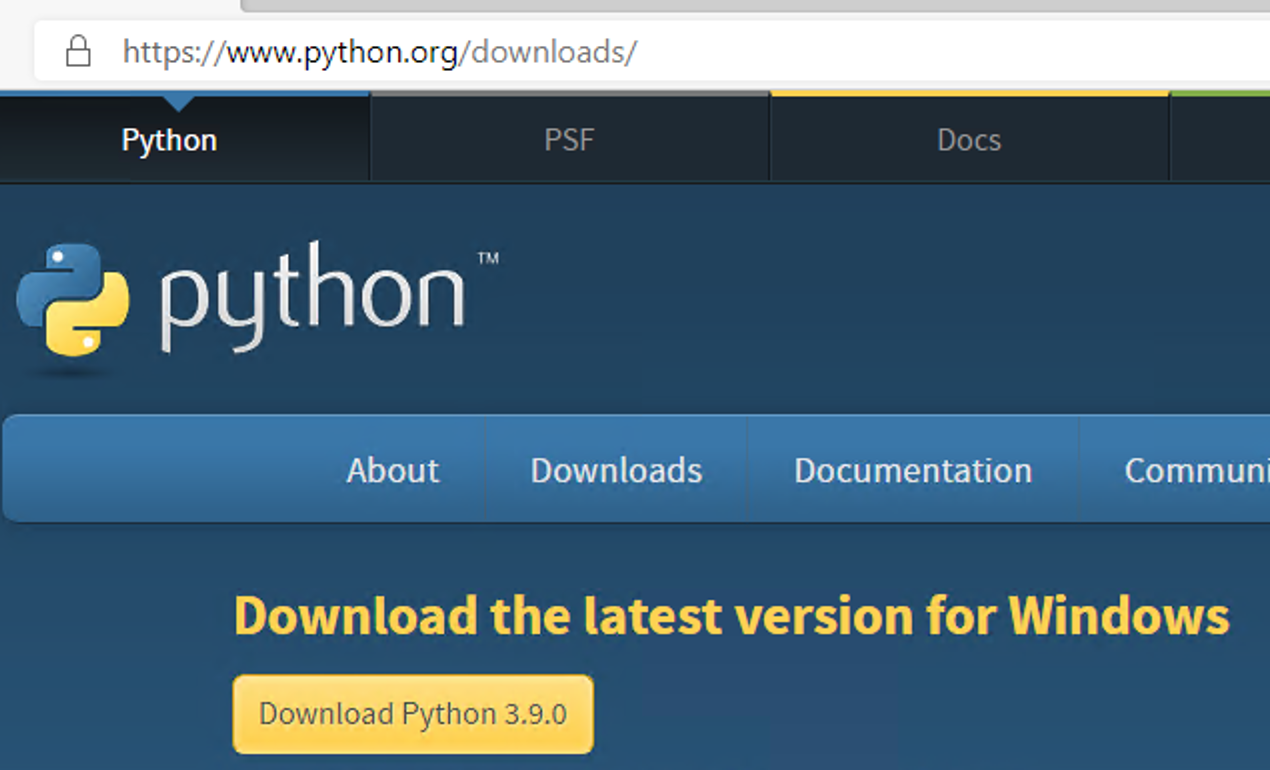 https://www.python.org/downloads/
Python PSF Docs
python™
About Downloads Documentation Communi
Download the latest version for Windows
Download Python 3.9.0